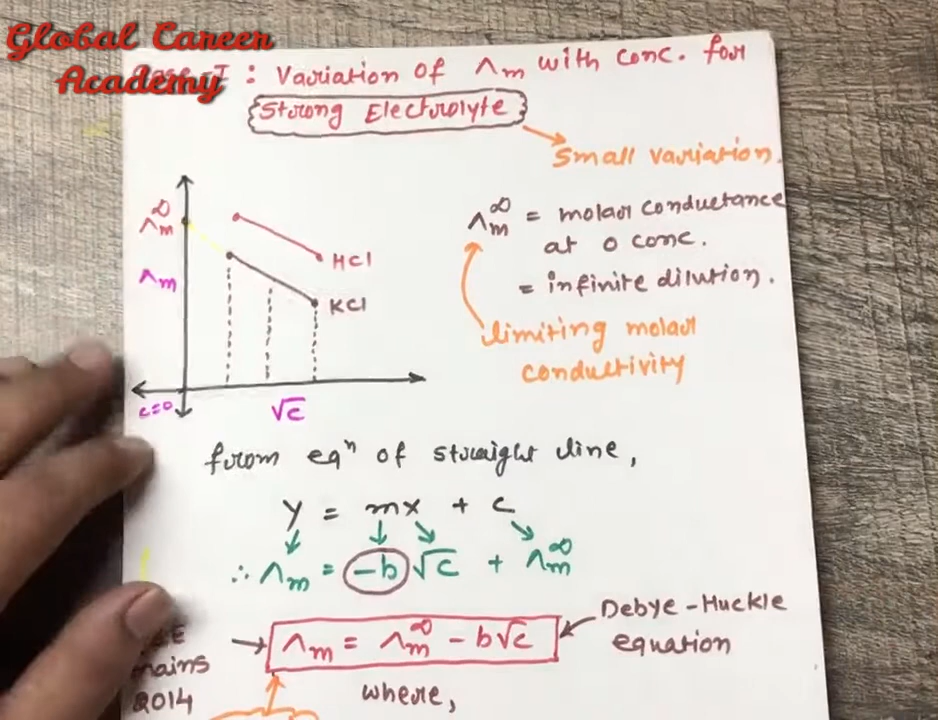 Global Career
Academy
I : Variation of Λm with conc. for
Strong Electrolyte
Small variation.
Λm∞
Λm
HCl
KCl
c=0
√c
Λm∞ = molar conductance
at 0 conc.
= infinite dilution.
limiting molar
conductivity
from eqⁿ of straight line,
y = mx + c
∴ Λm = -b √c + Λm∞
Λm = Λm∞ - b√c
Debye-Huckle
equation
mains
2014
where,